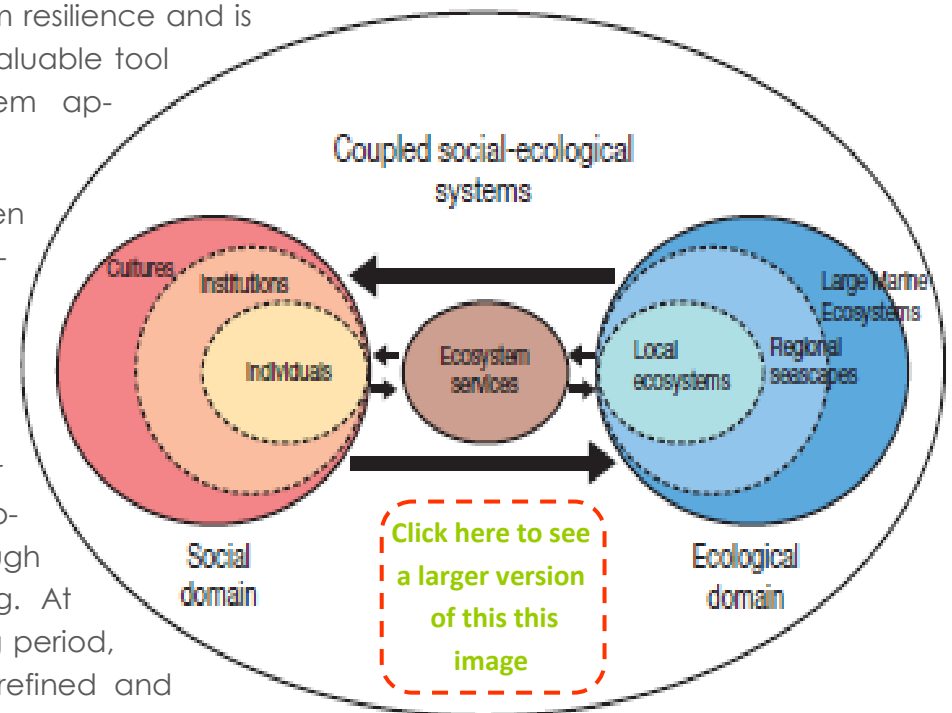 m resilience and is
aluable tool
em ap-
en
-
-
o-
ugh
g. At
g period,
refined and
Coupled social-ecological
systems
Cultures
Institutions
Individuals
Ecosystem
services
Local
ecosystems
Regional
seascapes
Large Marine
Ecosystems
Social
domain
Ecological
domain
Click here to see
a larger version
of this this
image